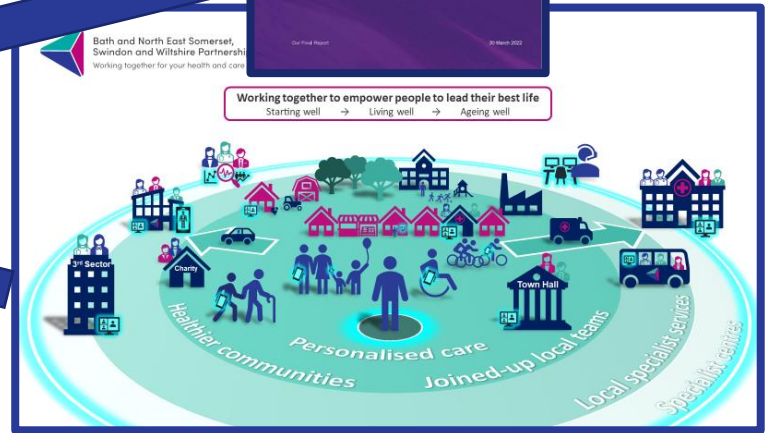 Our Final Report
30 March 2022
Bath and North East Somerset,
Swindon and Wiltshire
Working together for your health and care
Working together to empower people to lead their best life
Starting well → Living well → Ageing well
3rd Sector
Charity
Town Hall
Healthier communities
Personalised care
Joined-up local teams
Local specialist services
Specialist centres